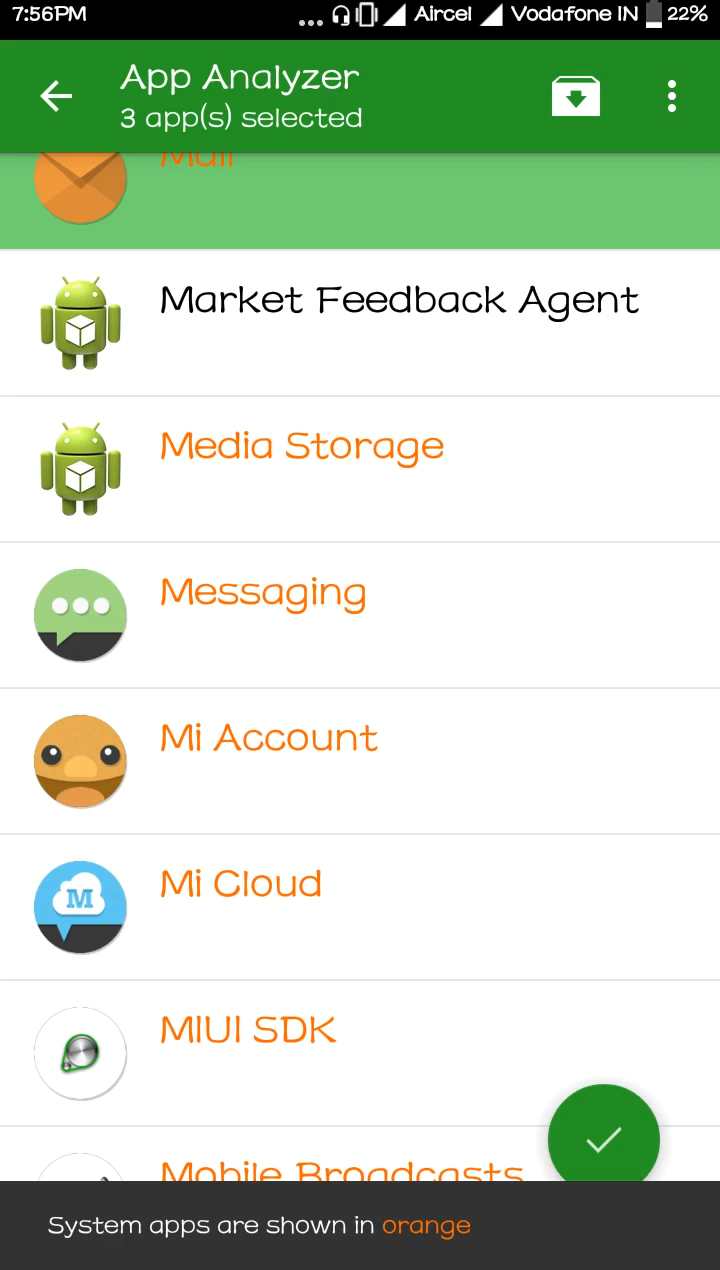 7:56PM ... Aircel Vodafone IN 22%
App Analyzer
3 app(s) selected
Mail
Market Feedback Agent
Media Storage
Messaging
Mi Account
M
Mi Cloud
MIUI SDK
Mobile Broadcasts
System apps are shown in orange